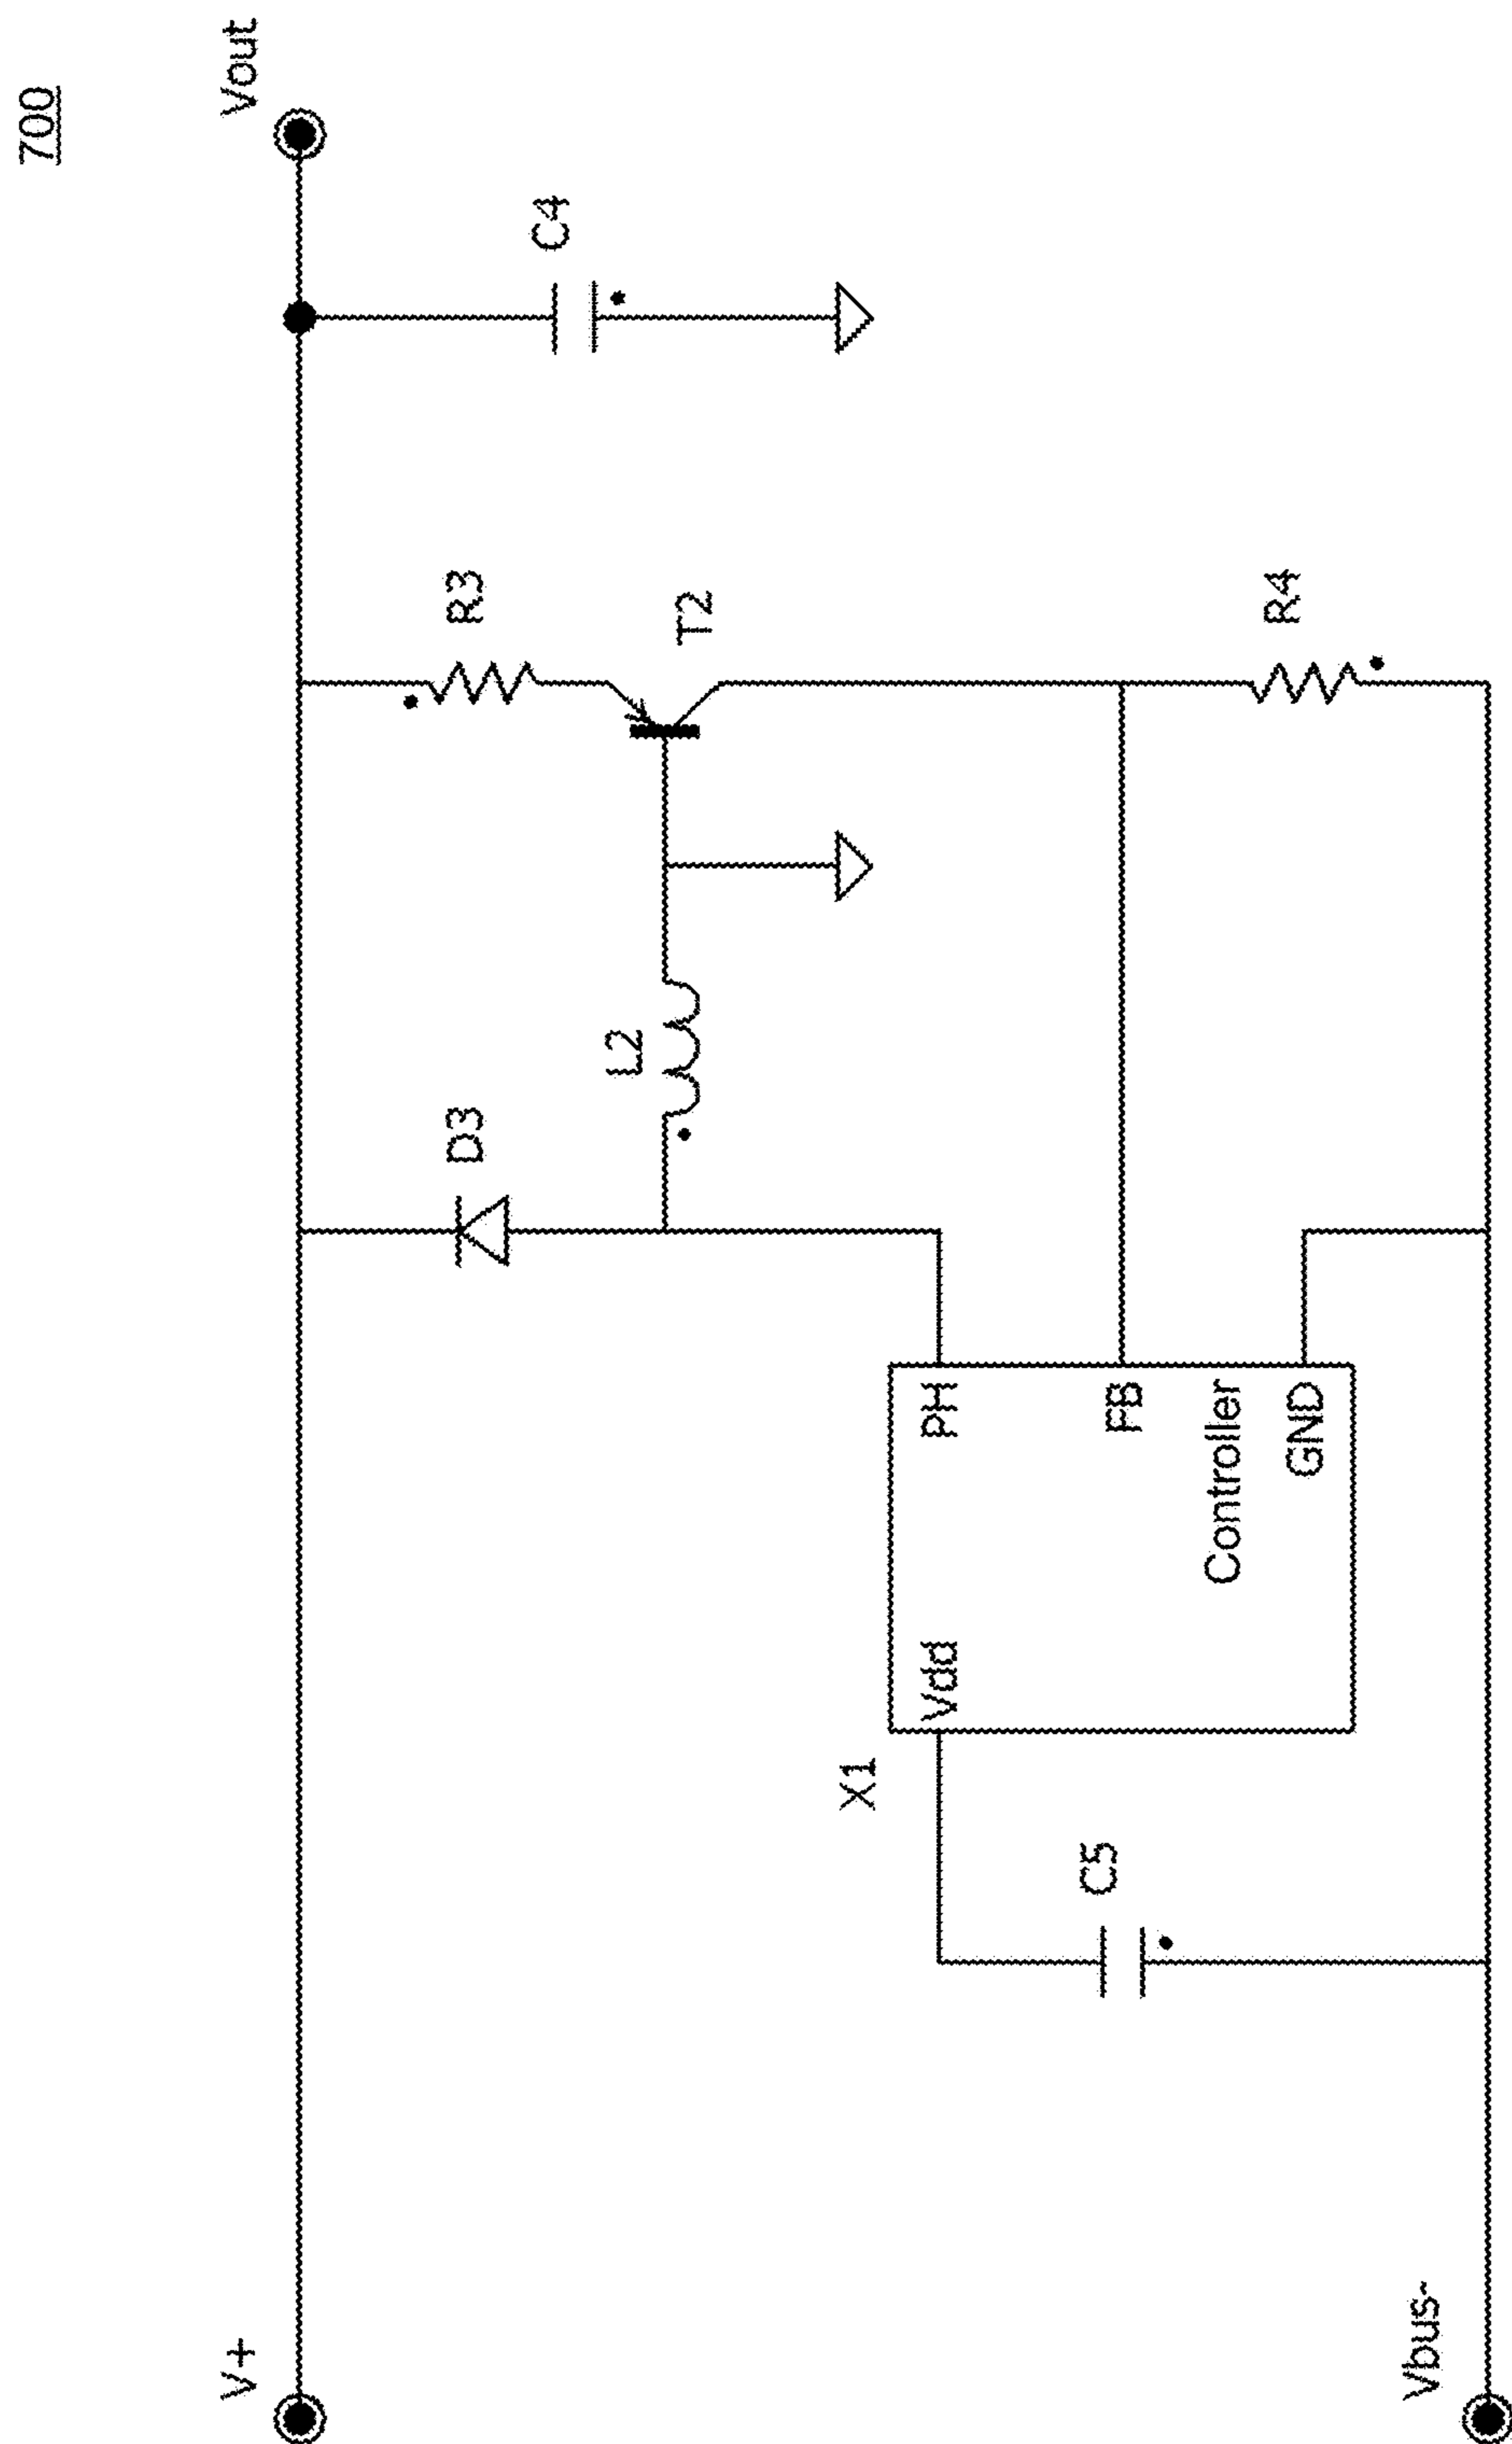 700
V+
Vout
D3
R3
C4
L2
T2
X1
Vdd
PH
C5
FB
Controller
GND
R4
Vbus-